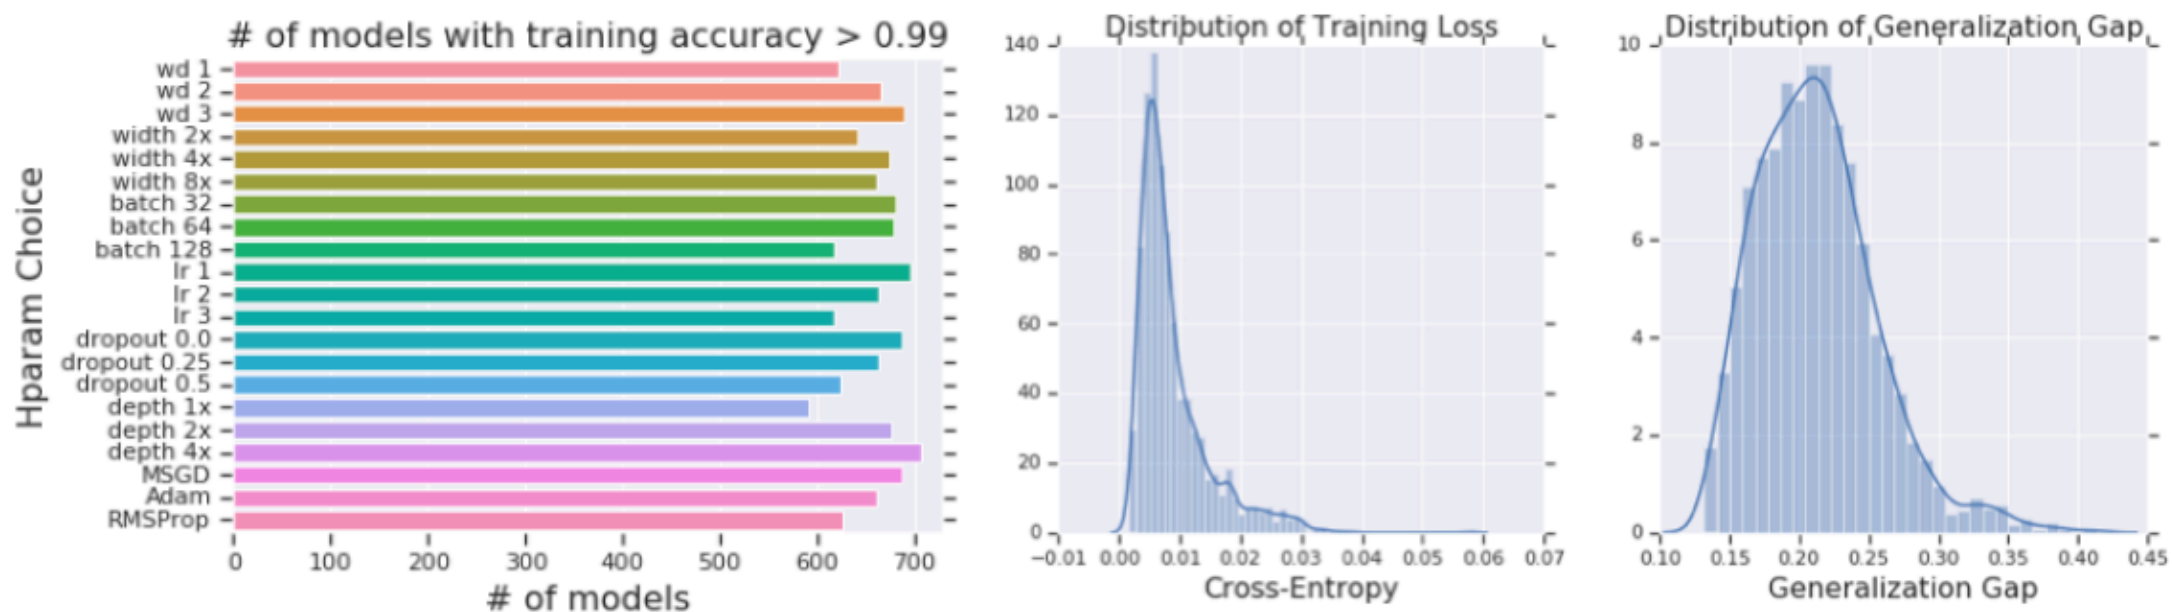 # of models with training accuracy > 0.99
Hparam Choice
wd 1
wd 2
wd 3
width 2x
width 4x
width 8x
batch 32
batch 64
batch 128
lr 1
lr 2
lr 3
dropout 0.0
dropout 0.25
dropout 0.5
depth 1x
depth 2x
depth 4x
MSGD
Adam
RMSProp
0 100 200 300 400 500 600 700
# of models
Distribution of Training Loss
140
120
100
80
60
40
20
0
−0.01 0.00 0.01 0.02 0.03 0.04 0.05 0.06 0.07
Cross-Entropy
Distribution of Generalization Gap
10
8
6
4
2
0
0.10 0.15 0.20 0.25 0.30 0.35 0.40 0.45
Generalization Gap